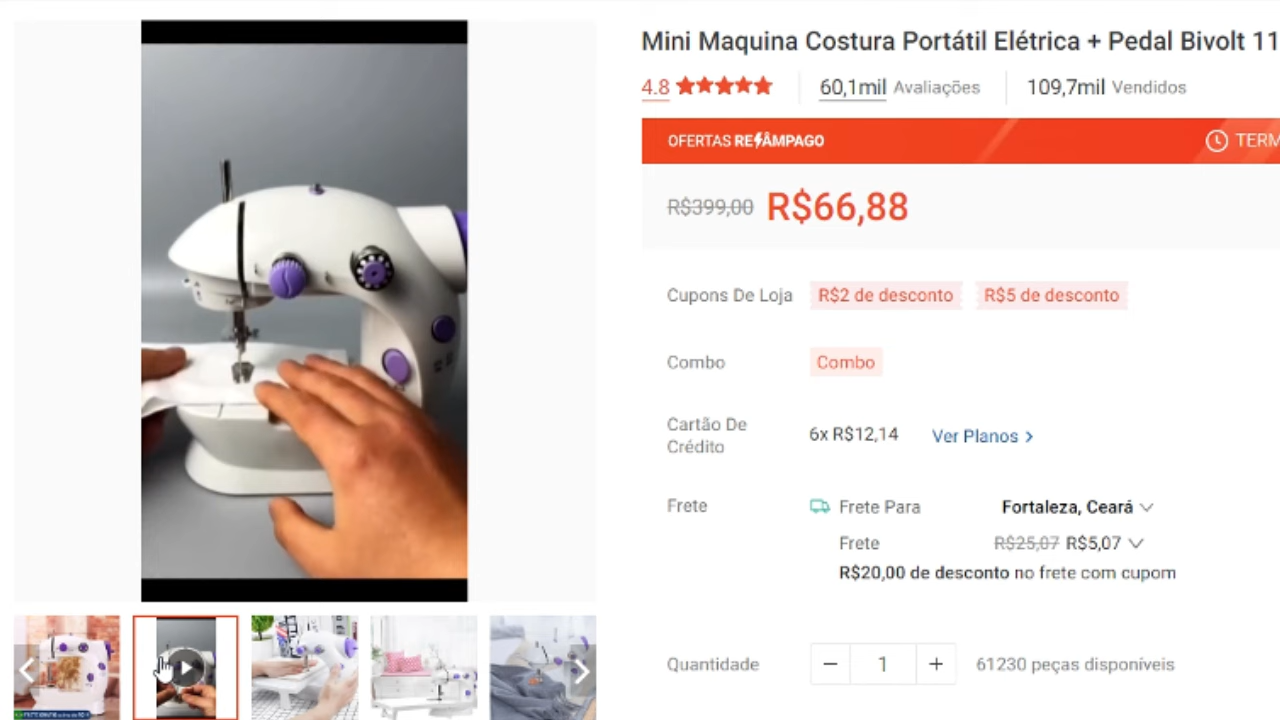 Mini Maquina Costura Portátil Elétrica + Pedal Bivolt 11
4.8 60,1mil Avaliações 109,7mil Vendidos
OFERTAS RELÂMPAGO TERM
R$399,00 R$66,88
Cupons De Loja R$2 de desconto R$5 de desconto
Combo Combo
Cartão De
Crédito
6x R$12,14 Ver Planos
Frete Frete Para Fortaleza, Ceará
Frete R$25,07 R$5,07
R$20,00 de desconto no frete com cupom
Quantidade − 1 + 61230 peças disponíveis